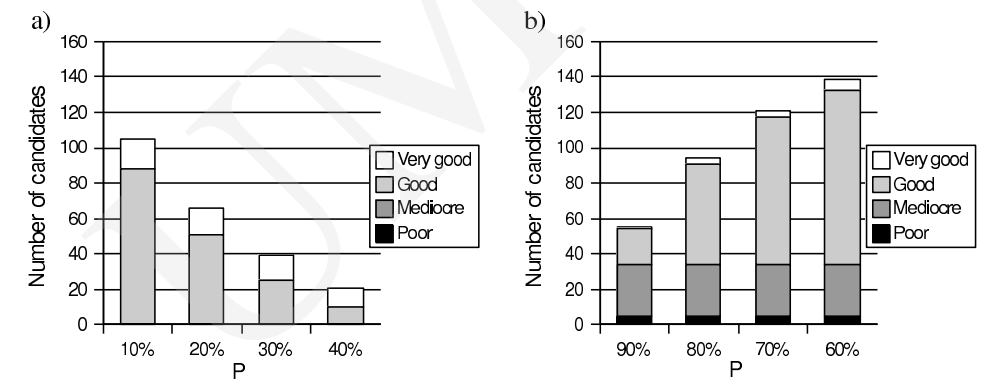 a)
160
140
120
100
80
60
40
20
0
Number of candidates
10% 20% 30% 40%
P
Very good
Good
Mediocre
Poor
b)
160
140
120
100
80
60
40
20
0
Number of candidates
90% 80% 70% 60%
P
Very good
Good
Mediocre
Poor
UM